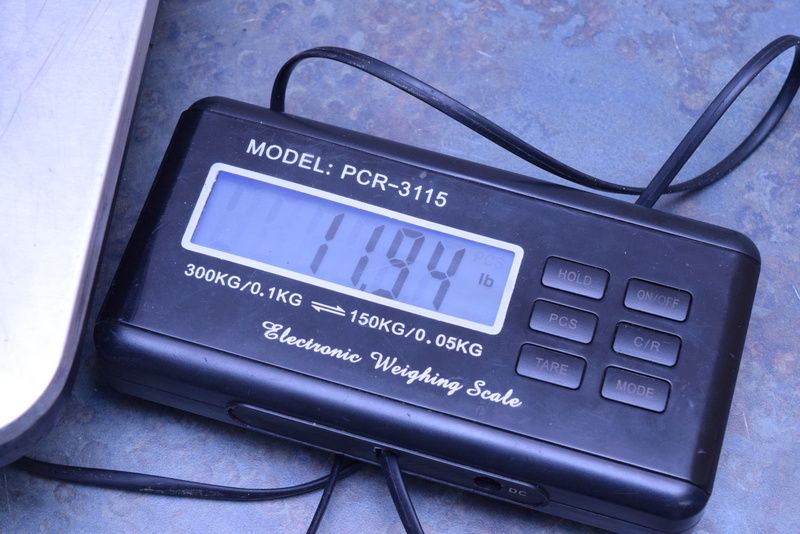 MODEL: PCR-3115
11.94 lb
PCS
300KG/0.1KG ⇌ 150KG/0.05KG
Electronic Weighing Scale
HOLD
ON/OFF
PCS
C/R
TARE
MODE
DC